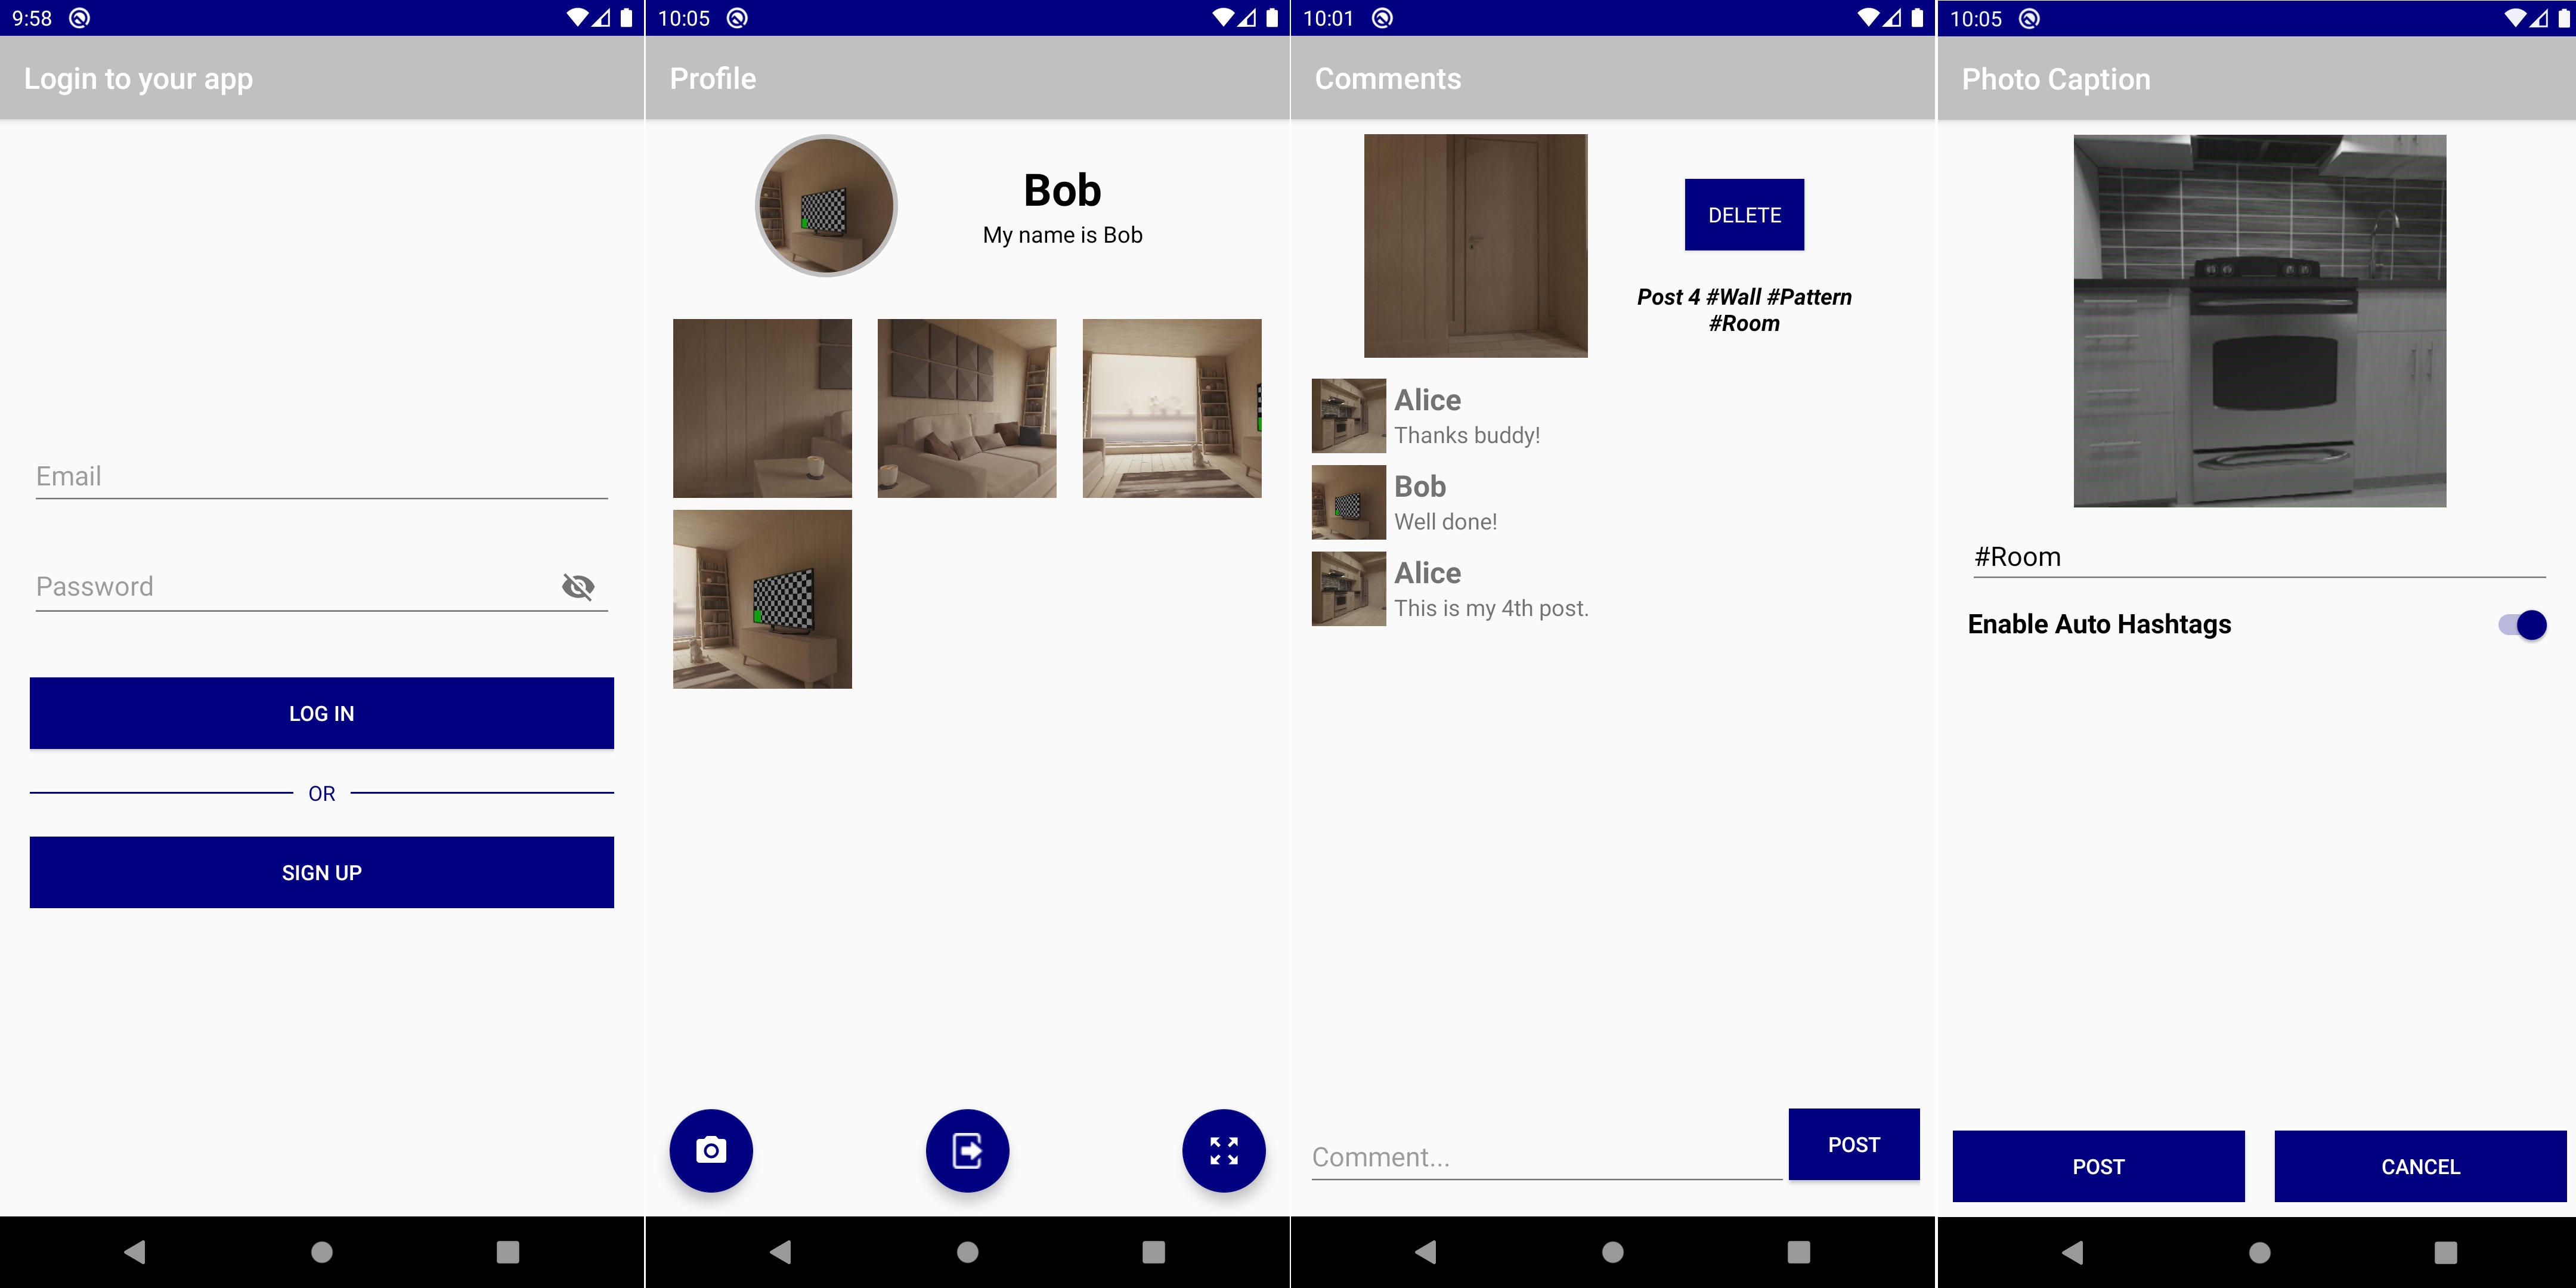 9:58
Login to your app
Email
Password
LOG IN
OR
SIGN UP
10:05
Profile
Bob
My name is Bob
10:01
Comments
DELETE
Post 4 #Wall #Pattern
#Room
Alice
Thanks buddy!
Bob
Well done!
Alice
This is my 4th post.
Comment...
POST
10:05
Photo Caption
#Room
Enable Auto Hashtags
POST
CANCEL